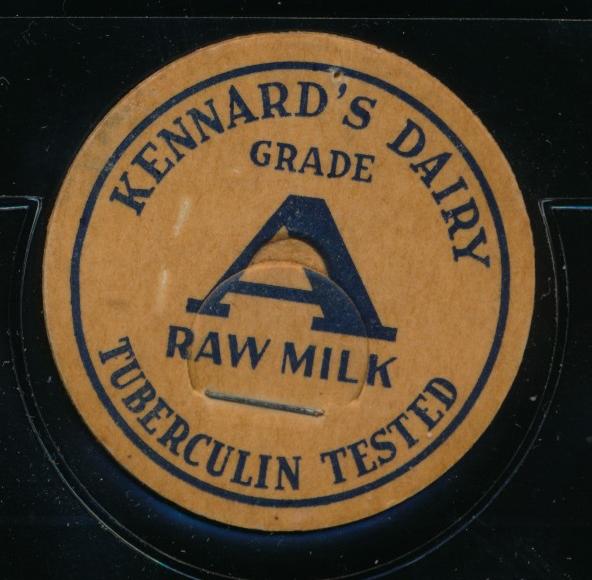 KENNARD'S DAIRY
GRADE
A
RAW MILK
TUBERCULIN TESTED